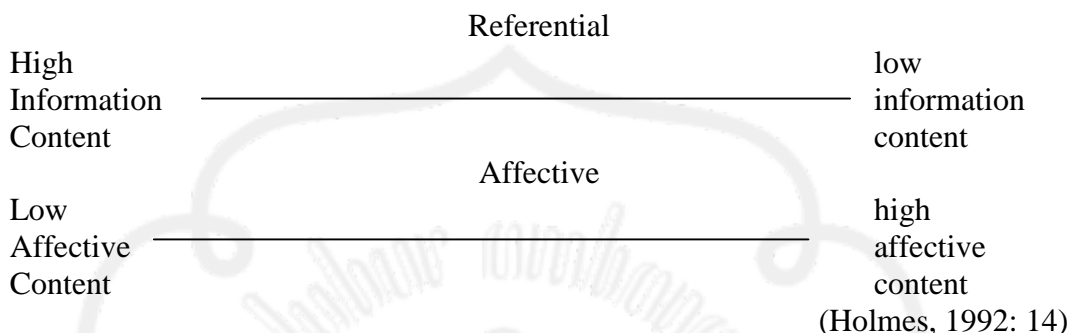 Referential
High low
Information information
Content content
Affective
Low high
Affective affective
Content content
(Holmes, 1992: 14)